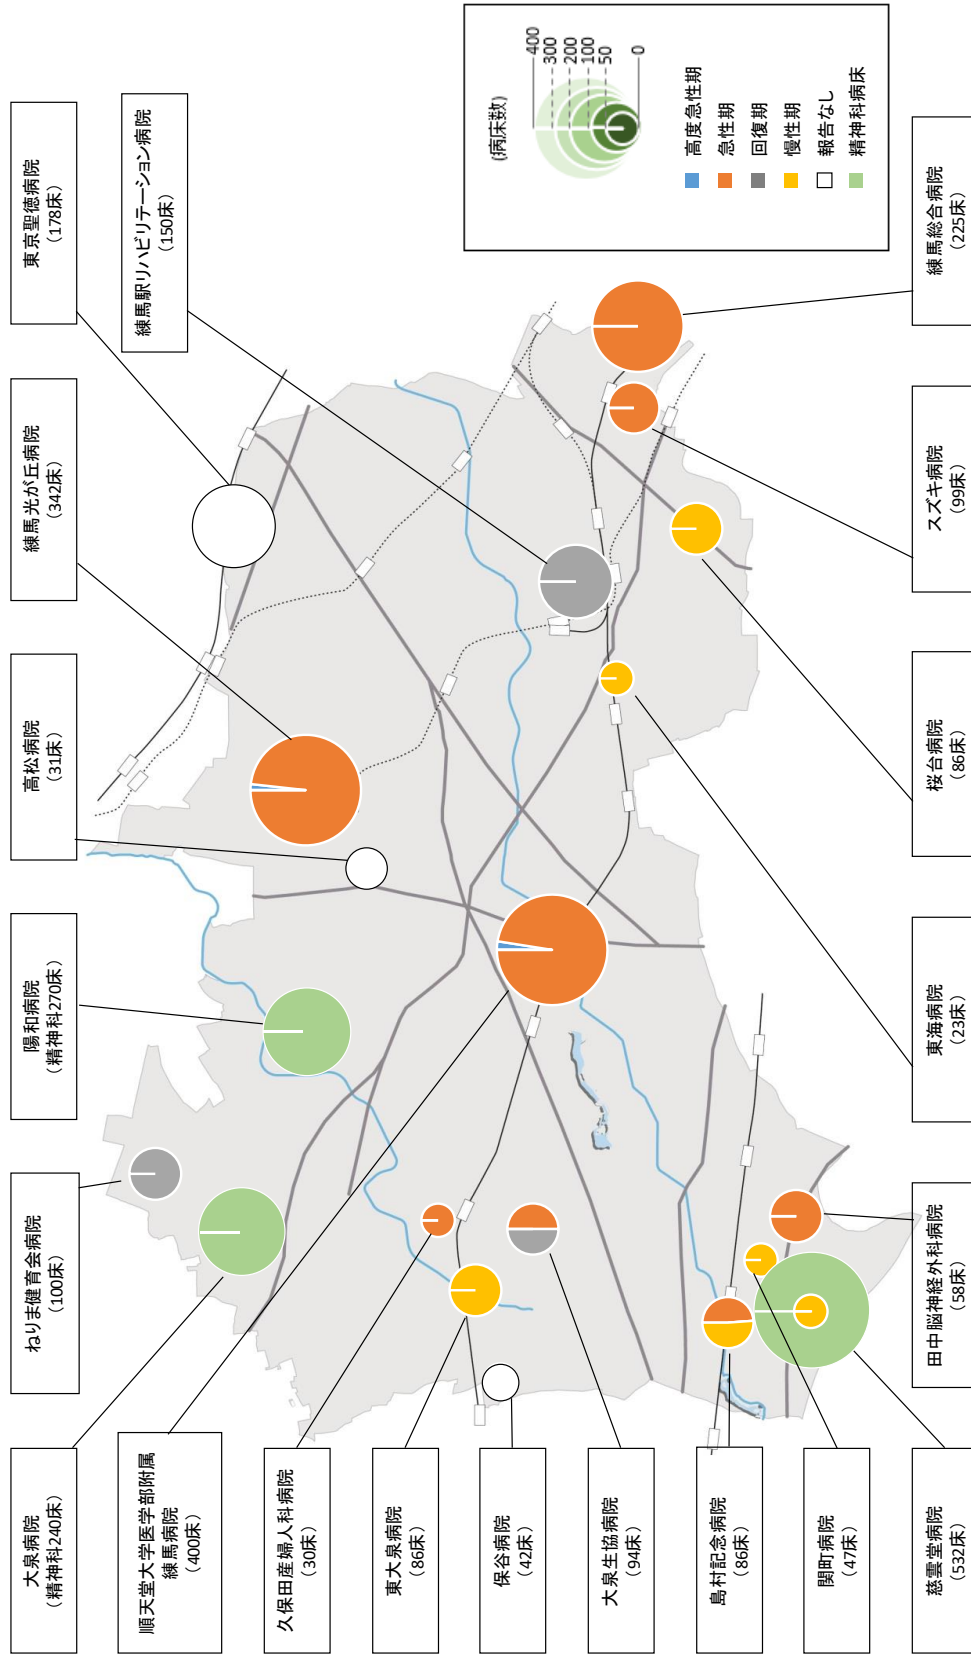 大泉病院
（精神科240床）
ねりま健育会病院
（100床）
陽和病院
（精神科270床）
高松病院
（31床）
練馬光が丘病院
（342床）
東京聖徳病院
（178床）
順天堂大学医学部附属
練馬病院
（400床）
練馬駅リハビリテーション病院
（150床）
久保田産婦人科病院
（30床）
東大泉病院
（86床）
保谷病院
（42床）
大泉生協病院
（94床）
島村記念病院
（86床）
関町病院
（47床）
慈雲堂病院
（532床）
田中脳神経外科病院
（58床）
東海病院
（23床）
桜台病院
（86床）
スズキ病院
（99床）
練馬総合病院
（225床）
(病床数)
400
300
200
100
50
0
高度急性期
急性期
回復期
慢性期
報告なし
精神科病床